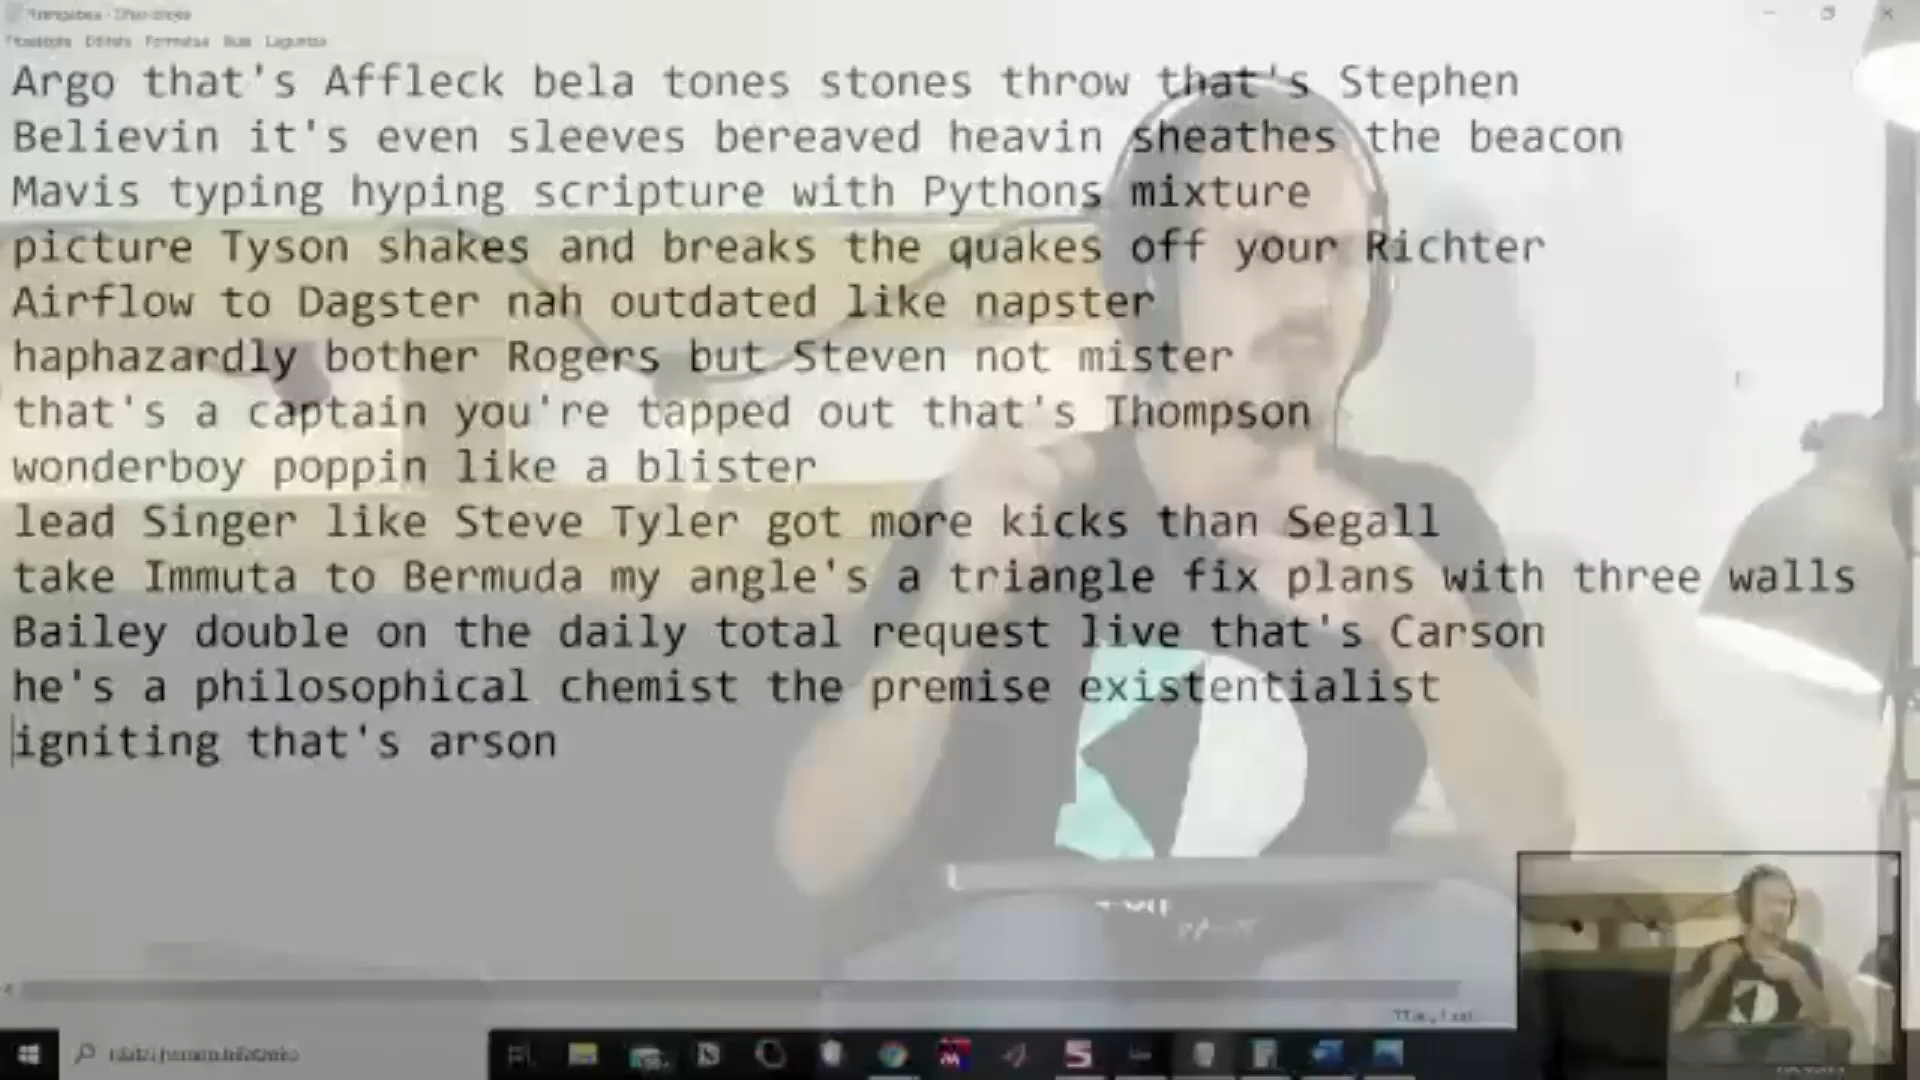 Argo that's Affleck bela tones stones throw that's Stephen
Believin it's even sleeves bereaved heavin sheathes the beacon
Mavis typing hyping scripture with Pythons mixture
picture Tyson shakes and breaks the quakes off your Richter
Airflow to Dagster nah outdated like napster
haphazardly bother Rogers but Steven not mister
that's a captain you're tapped out that's Thompson
wonderboy poppin like a blister
lead Singer like Steve Tyler got more kicks than Segall
take Immuta to Bermuda my angle's a triangle fix plans with three walls
Bailey double on the daily total request live that's Carson
he's a philosophical chemist the premise existentialist
igniting that's arson